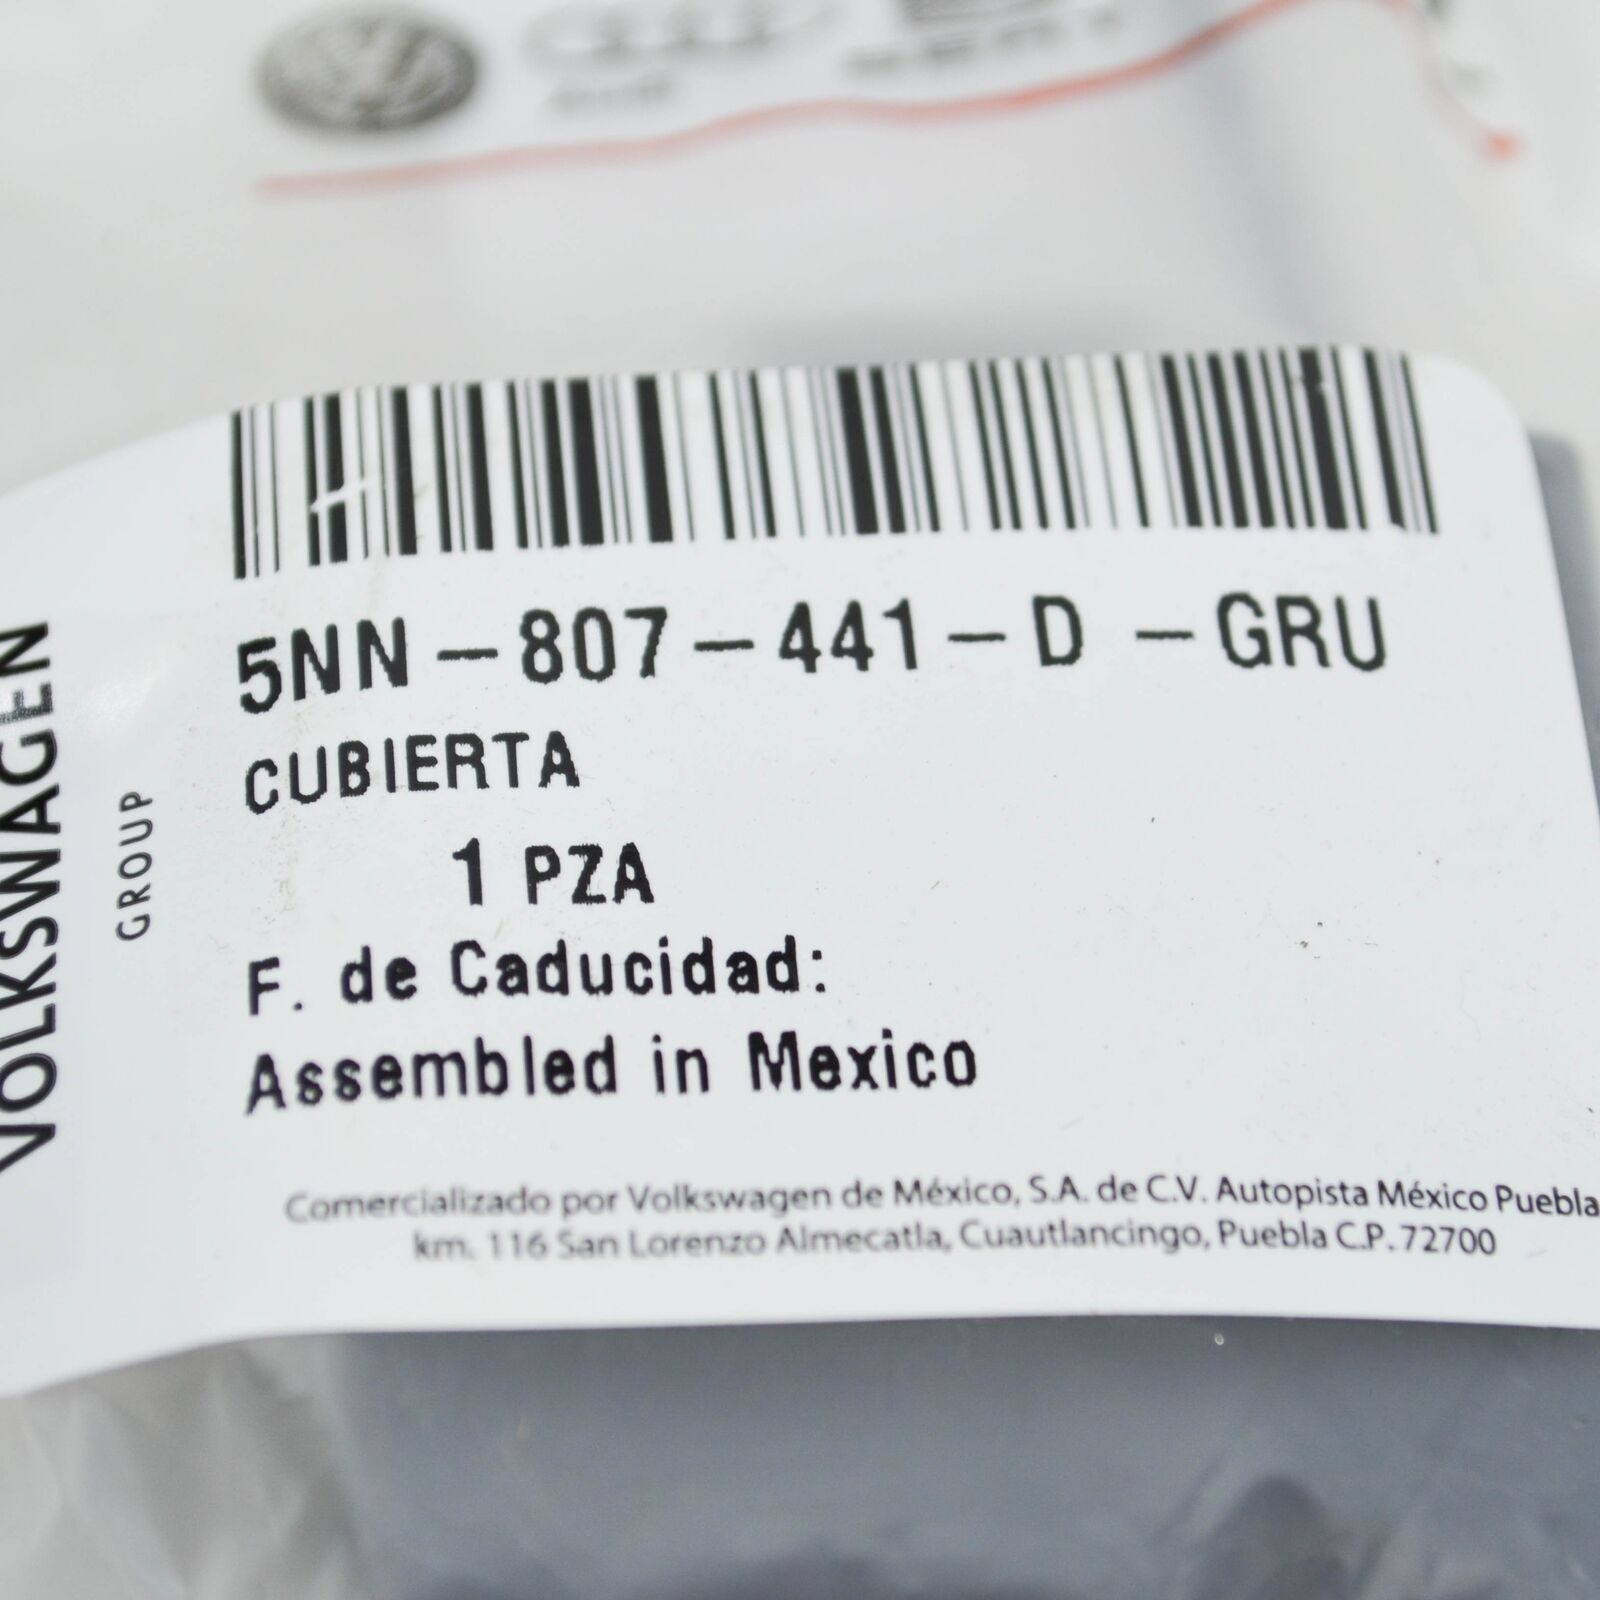 5NN-807-441-D -GRU
CUBIERTA
1 PZA
F. de Caducidad:
Assembled in Mexico
Comercializado por Volkswagen de México, S.A. de C.V. Autopista México Puebla
km. 116 San Lorenzo Almecatla, Cuautlancingo, Puebla C.P. 72700
VOLKSWAGEN
GROUP